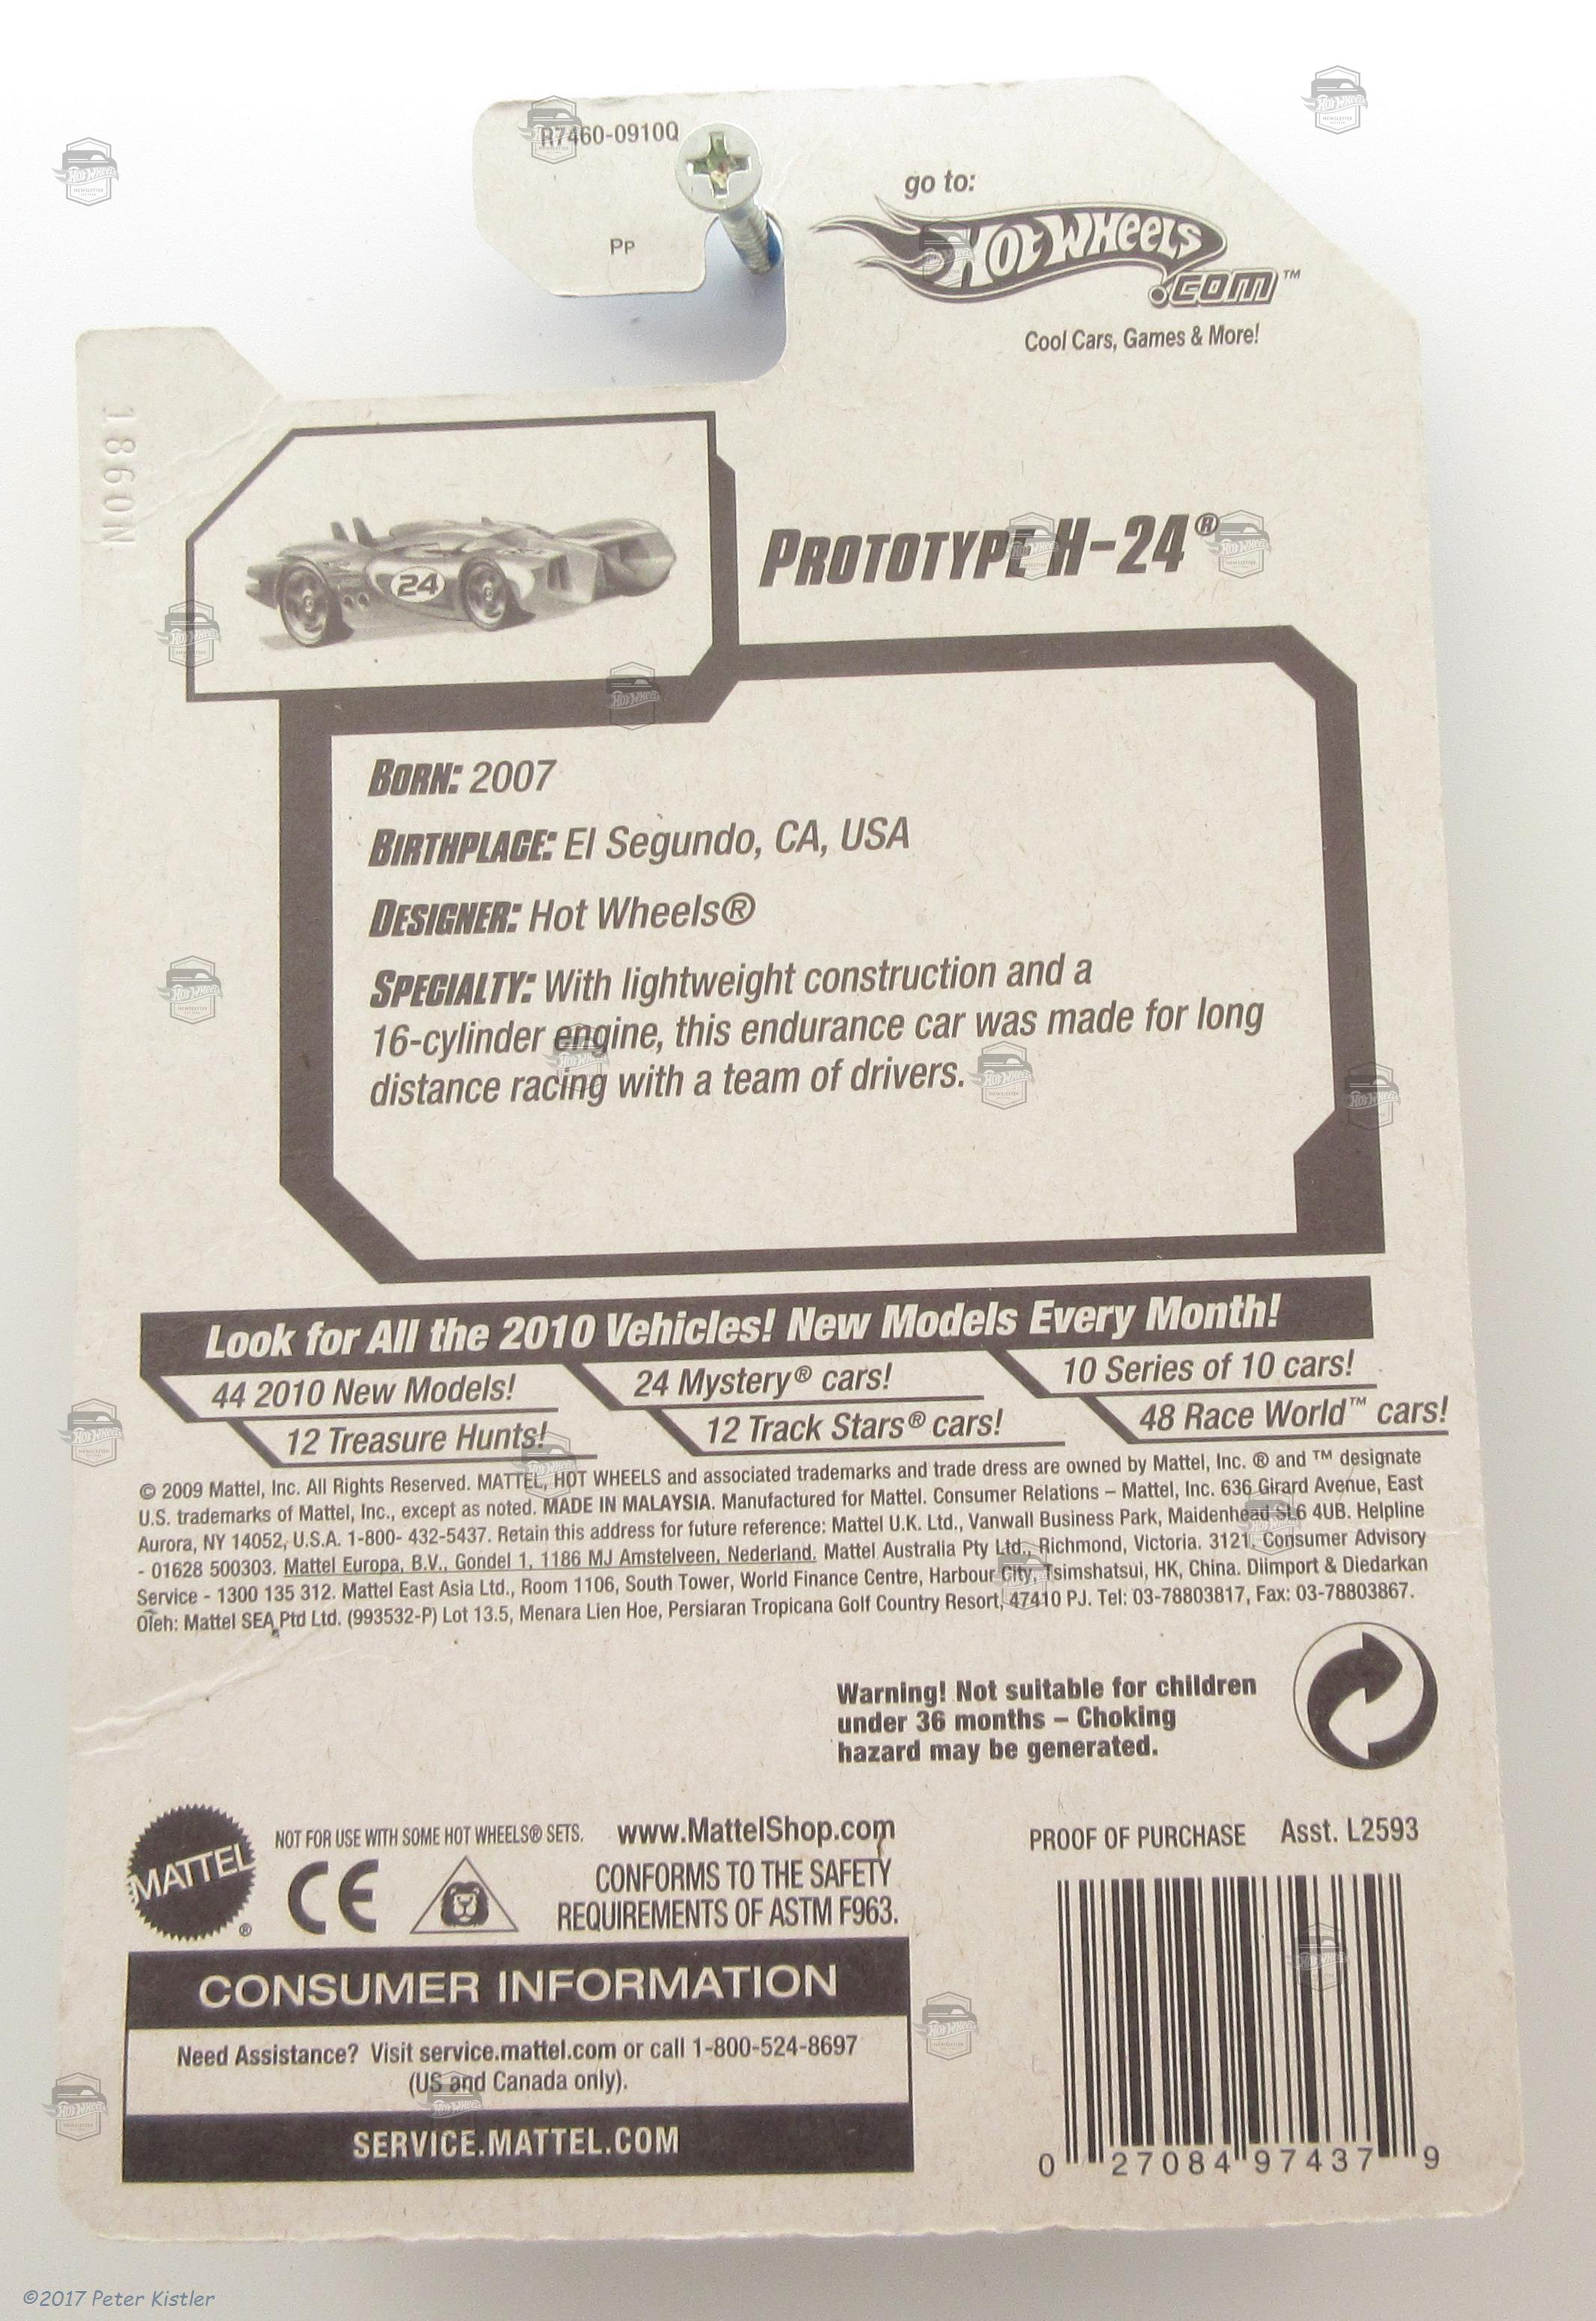 R7460-0910Q
Pp
go to:
Hot Wheels
.com™
Cool Cars, Games & More!
1860N
24
PROTOTYPE H-24®
BORN: 2007
BIRTHPLACE: El Segundo, CA, USA
DESIGNER: Hot Wheels®
SPECIALTY: With lightweight construction and a
16-cylinder engine, this endurance car was made for long
distance racing with a team of drivers.
Look for All the 2010 Vehicles! New Models Every Month!
44 2010 New Models!
24 Mystery® cars!
10 Series of 10 cars!
12 Treasure Hunts!
12 Track Stars® cars!
48 Race World™ cars!
© 2009 Mattel, Inc. All Rights Reserved. MATTEL, HOT WHEELS and associated trademarks and trade dress are owned by Mattel, Inc. ® and ™ designate
U.S. trademarks of Mattel, Inc., except as noted. MADE IN MALAYSIA. Manufactured for Mattel. Consumer Relations – Mattel, Inc. 636 Girard Avenue, East
Aurora, NY 14052, U.S.A. 1-800- 432-5437. Retain this address for future reference: Mattel U.K. Ltd., Vanwall Business Park, Maidenhead SL6 4UB. Helpline
- 01628 500303. Mattel Europa, B.V., Gondel 1, 1186 MJ Amstelveen, Nederland. Mattel Australia Pty Ltd., Richmond, Victoria. 3121. Consumer Advisory
Service - 1300 135 312. Mattel East Asia Ltd., Room 1106, South Tower, World Finance Centre, Harbour City, Tsimshatsui, HK, China. Diimport & Diedarkan
Oleh: Mattel SEA Ptd Ltd. (993532-P) Lot 13.5, Menara Lien Hoe, Persiaran Tropicana Golf Country Resort, 47410 PJ. Tel: 03-78803817, Fax: 03-78803867.
Warning! Not suitable for children
under 36 months – Choking
hazard may be generated.
MATTEL®
NOT FOR USE WITH SOME HOT WHEELS® SETS.
CE
www.MattelShop.com
CONFORMS TO THE SAFETY
REQUIREMENTS OF ASTM F963.
PROOF OF PURCHASE Asst. L2593
CONSUMER INFORMATION
Need Assistance? Visit service.mattel.com or call 1-800-524-8697
(US and Canada only).
SERVICE.MATTEL.COM
0 27084 97437 9
©2017 Peter Kistler